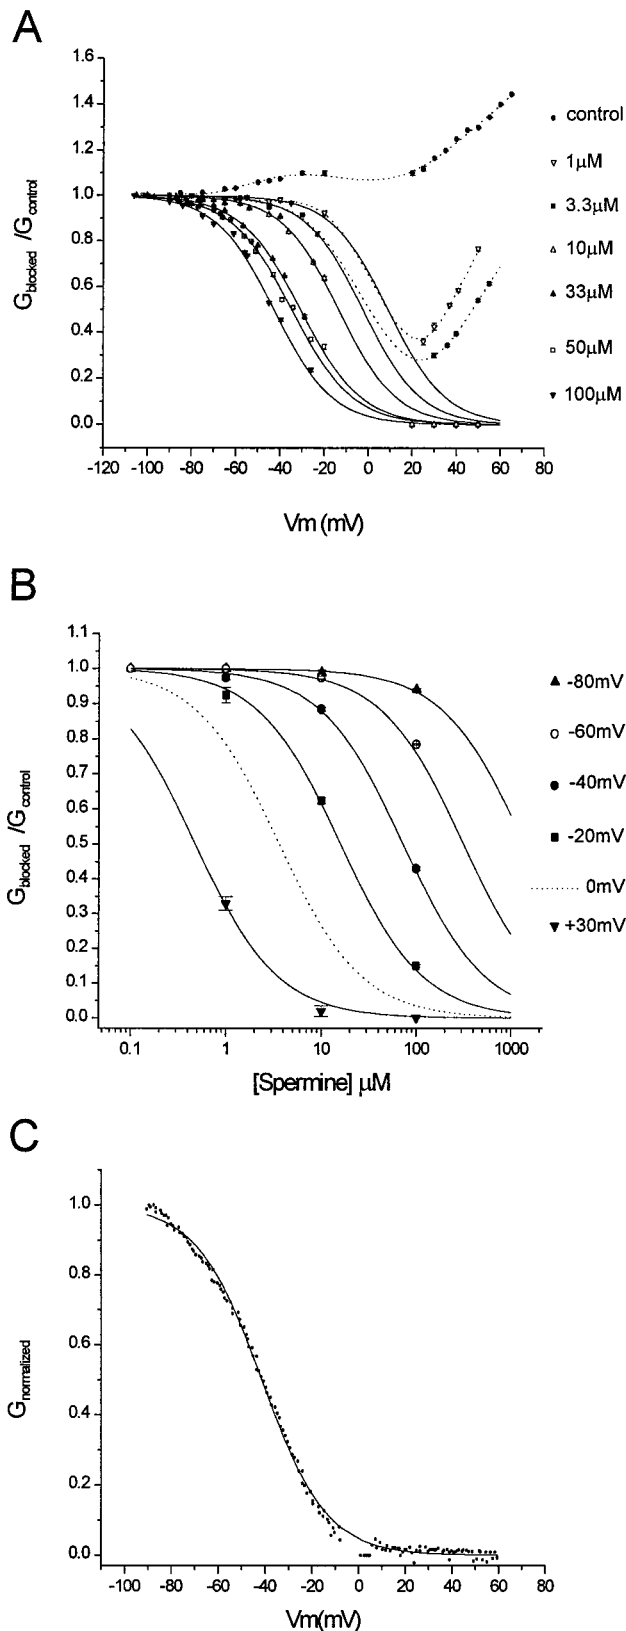 A
1.6
1.4
1.2
1.0
0.8
0.6
0.4
0.2
0.0
G blocked /G control
-120 -100 -80 -60 -40 -20 0 20 40 60 80
Vm (mV)
control
1μM
3.3μM
10μM
33μM
50μM
100μM
B
1.1
1.0
0.9
0.8
0.7
0.6
0.5
0.4
0.3
0.2
0.1
0.0
G blocked /G control
0.1 1 10 100 1000
[Spermine] μM
-80mV
-60mV
-40mV
-20mV
0mV
+30mV
C
1.0
0.8
0.6
0.4
0.2
0.0
G normalized
-100 -80 -60 -40 -20 0 20 40 60 80
Vm(mV)